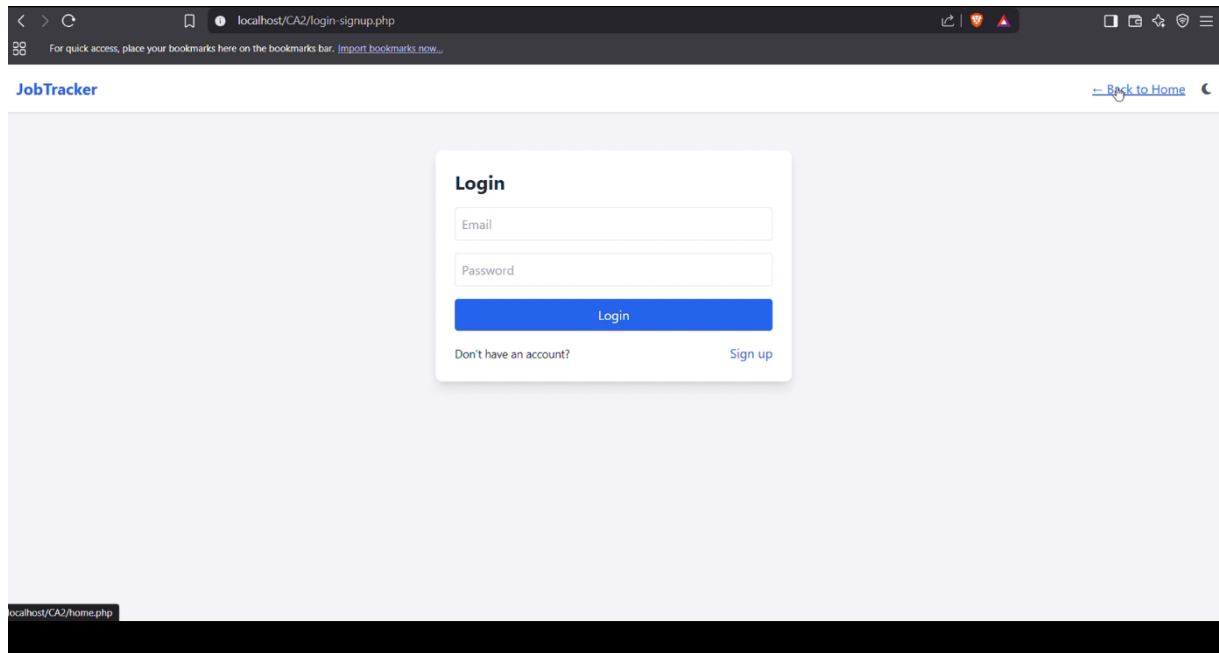 localhost/CA2/login-signup.php
For quick access, place your bookmarks here on the bookmarks bar. Import bookmarks now...
JobTracker
← Back to Home
Login
Email
Password
Login
Don't have an account? Sign up
localhost/CA2/home.php